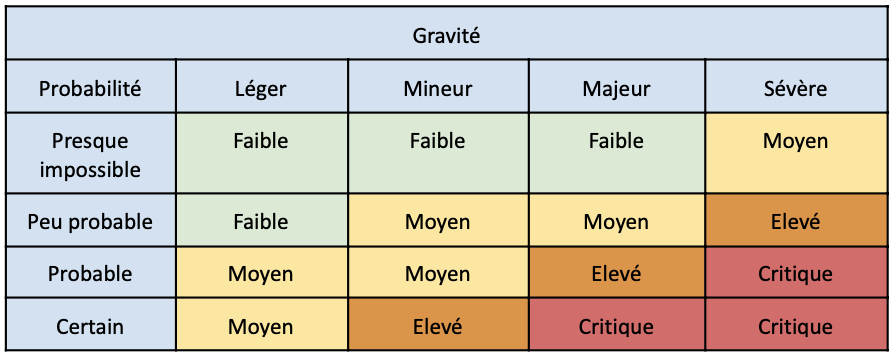 Gravité
Probabilité Léger Mineur Majeur Sévère
Presque impossible Faible Faible Faible Moyen
Peu probable Faible Moyen Moyen Elevé
Probable Moyen Moyen Elevé Critique
Certain Moyen Elevé Critique Critique